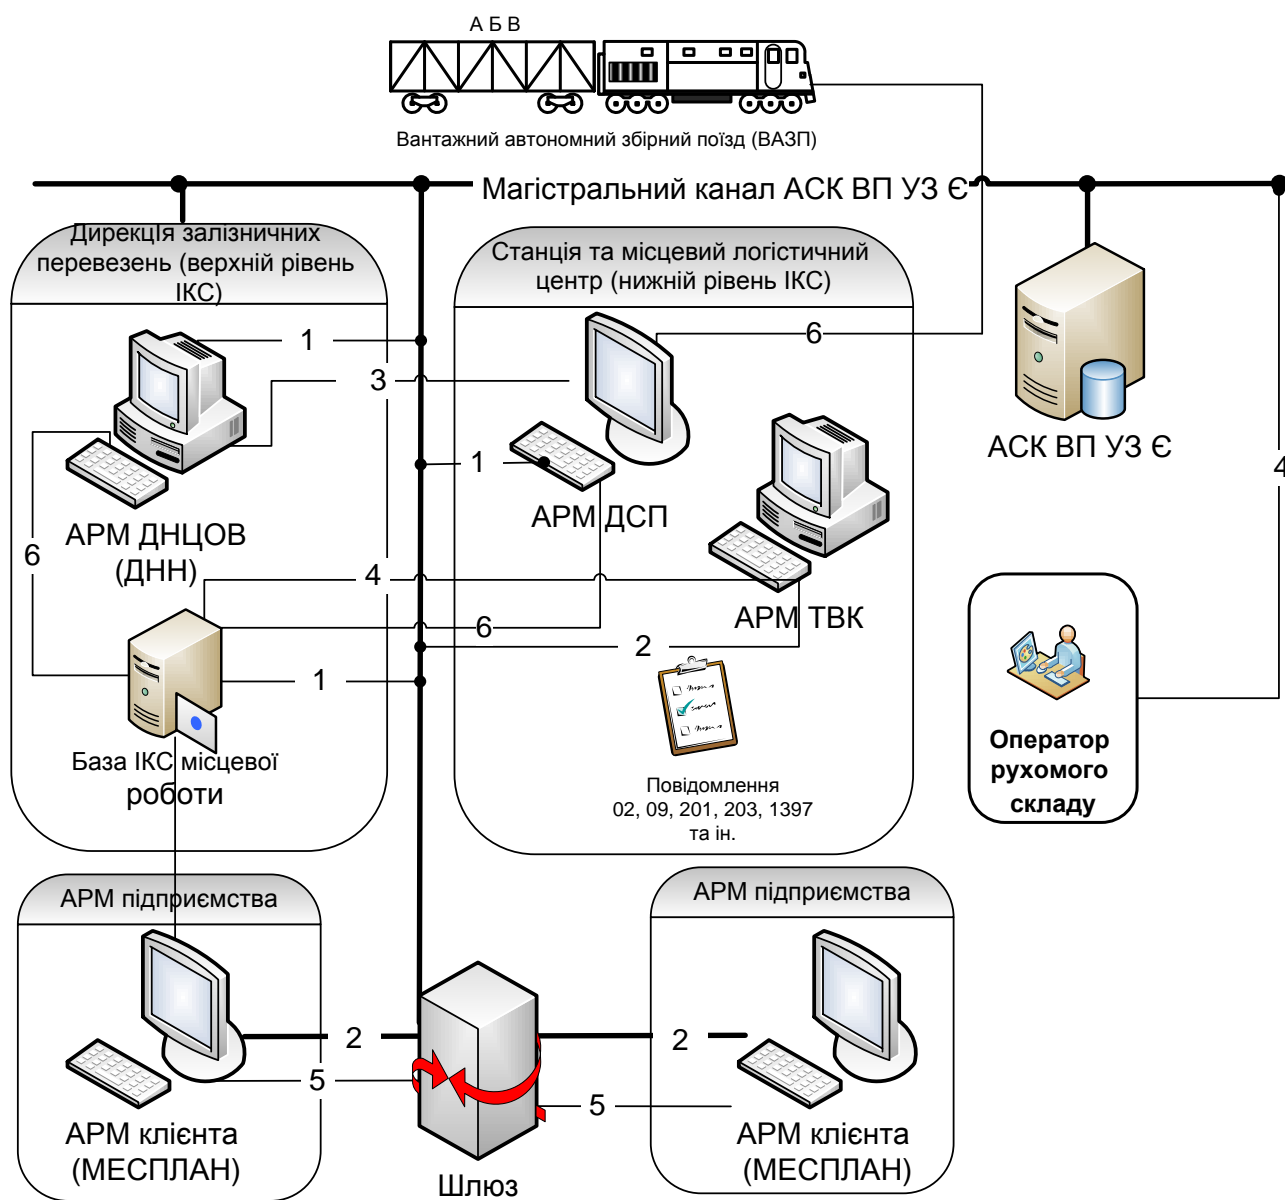 А Б В
Вантажний автономний збірний поїзд (ВАЗП)
Магістральний канал АСК ВП УЗ Є
Дирекція залізничних
перевезень (верхній рівень
ІКС)
Станція та місцевий логістичний
центр (нижній рівень ІКС)
1
3
6
1
4
АСК ВП УЗ Є
АРМ ДНЦОВ
(ДНН)
АРМ ДСП
6
4
6
АРМ ТВК
2
1
База ІКС місцевої
роботи
Повідомлення
02, 09, 201, 203, 1397
та ін.
Оператор
рухомого
складу
АРМ підприємства
АРМ підприємства
2
2
5
5
АРМ клієнта
(МЕСПЛАН)
АРМ клієнта
(МЕСПЛАН)
Шлюз